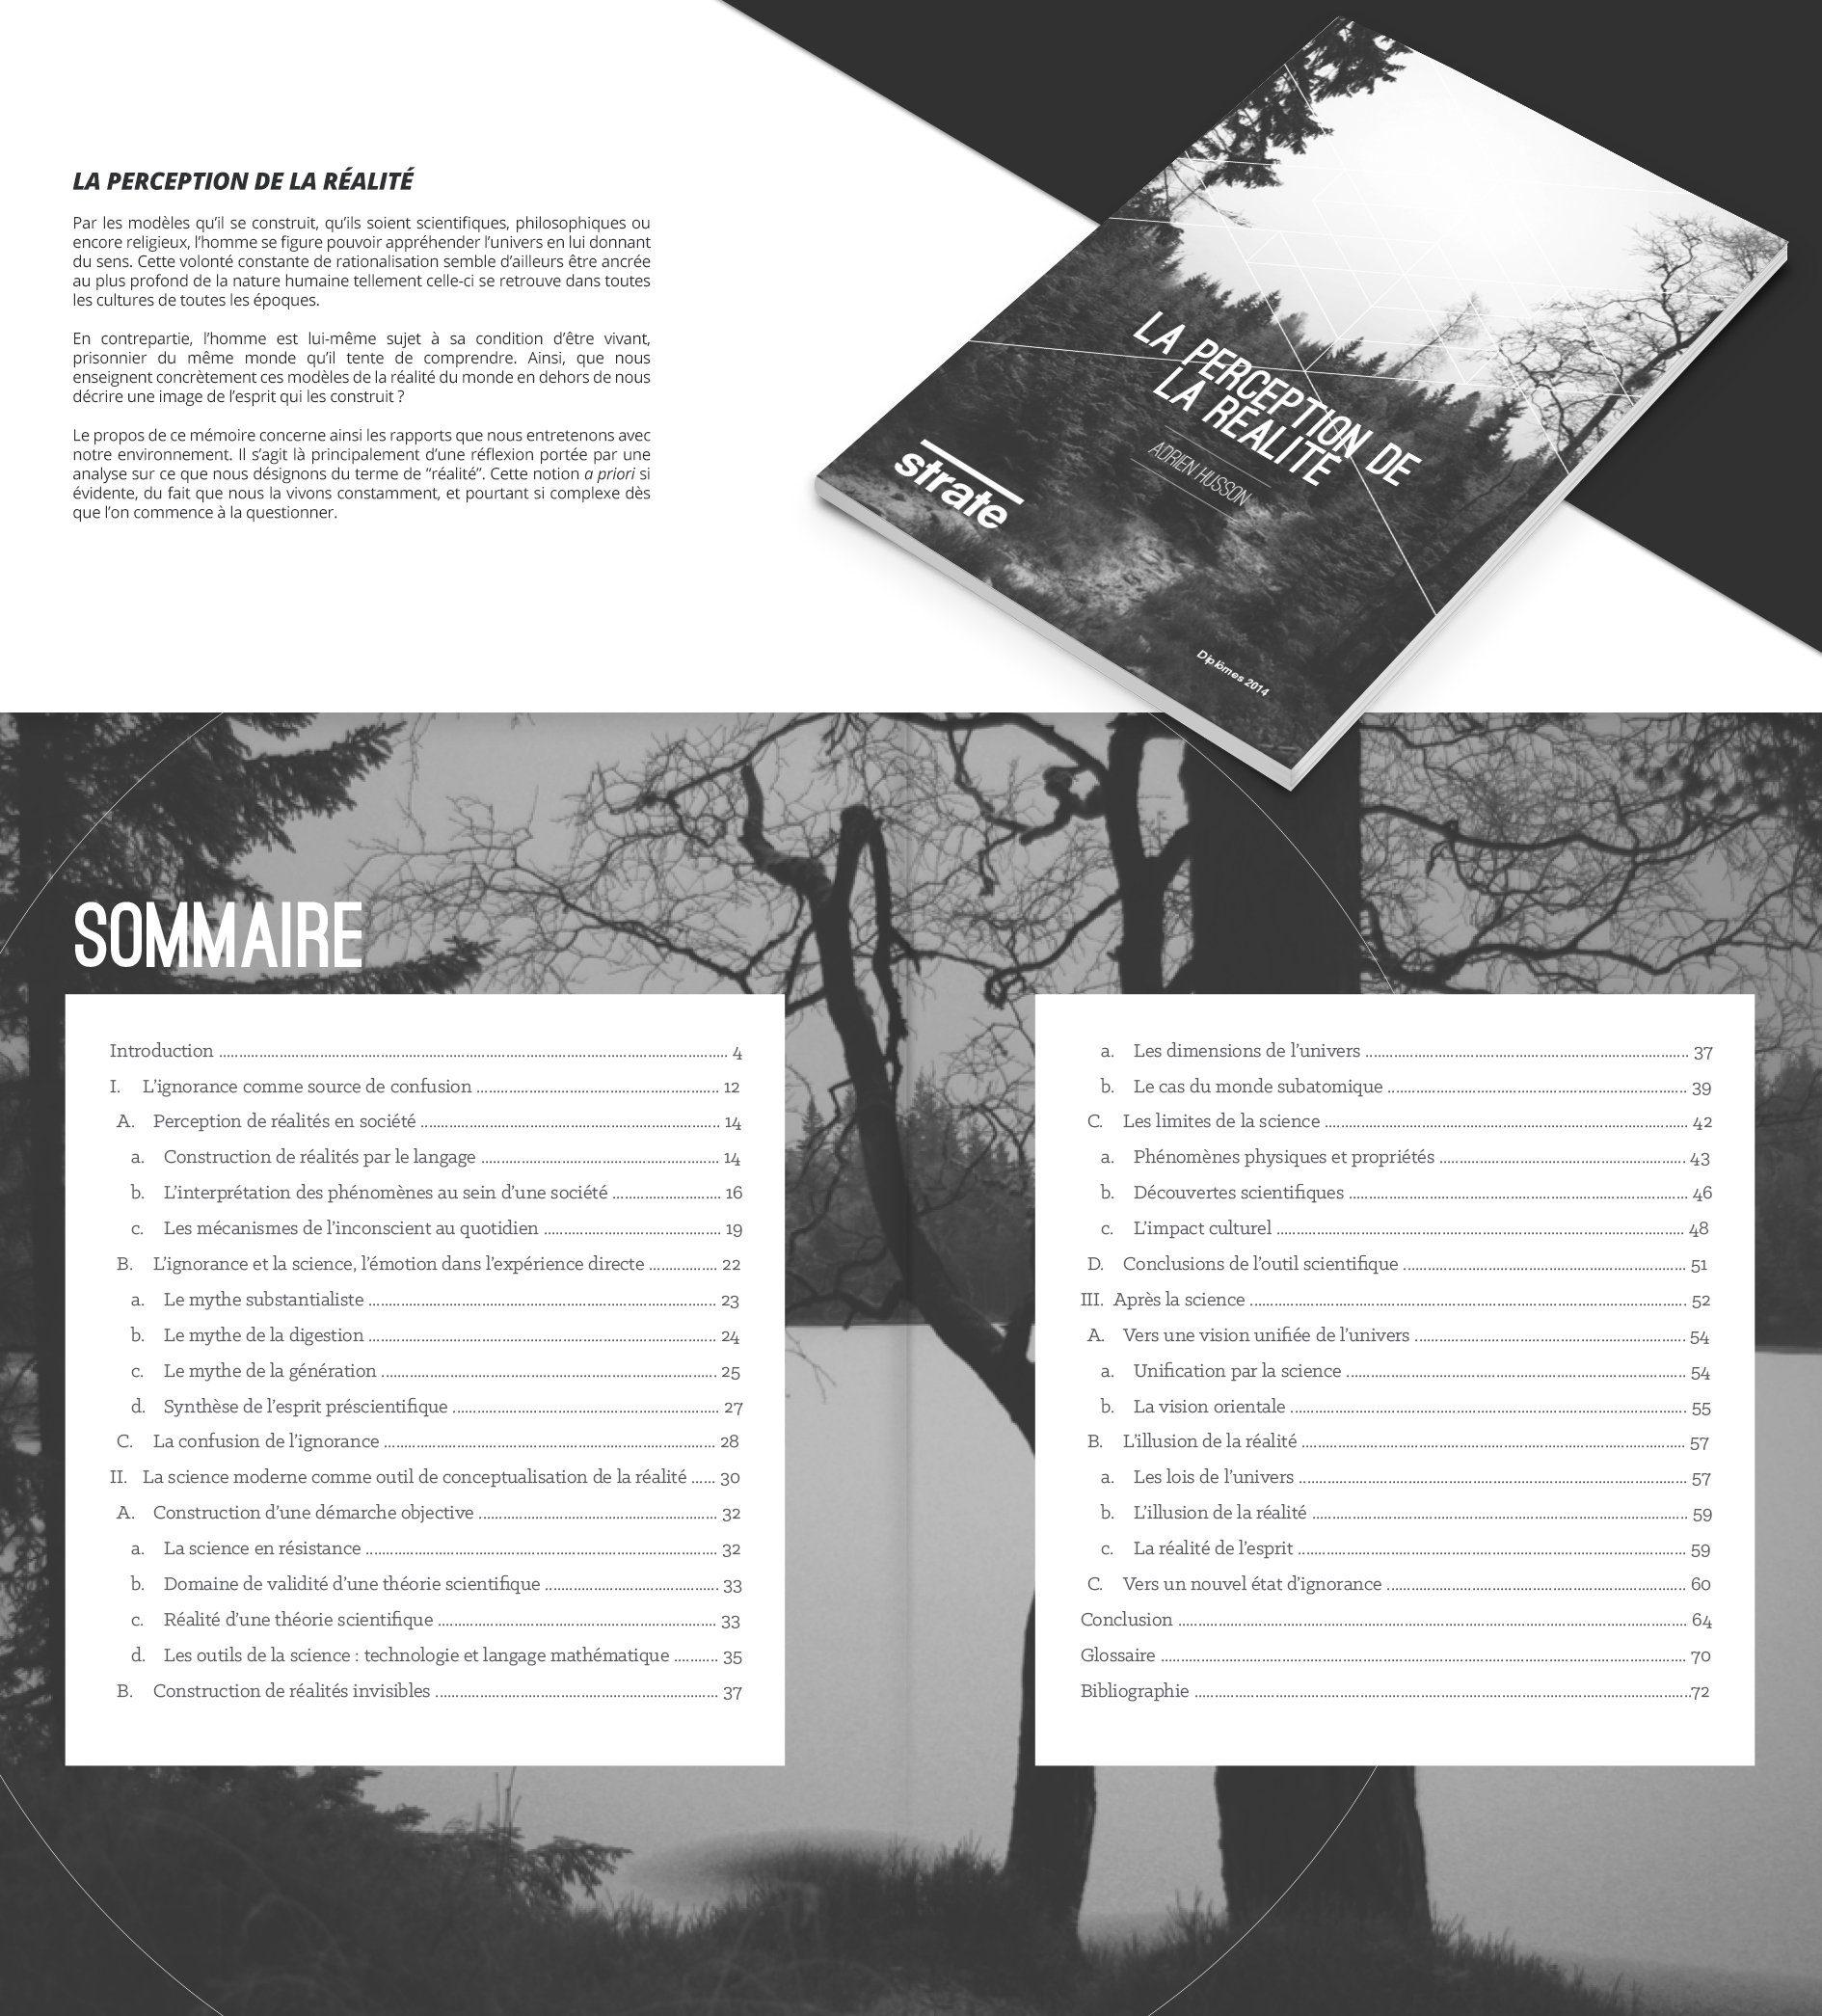 LA PERCEPTION DE LA RÉALITÉ
Par les modèles qu’il se construit, qu’ils soient scientifiques, philosophiques ou
encore religieux, l’homme se figure pouvoir appréhender l’univers en lui donnant
du sens. Cette volonté constante de rationalisation semble d’ailleurs être ancrée
au plus profond de la nature humaine tellement celle-ci se retrouve dans toutes
les cultures de toutes les époques.
En contrepartie, l’homme est lui-même sujet à sa condition d’être vivant,
prisonnier du même monde qu’il tente de comprendre. Ainsi, que nous
enseignent concrètement ces modèles de la réalité du monde en dehors de nous
décrire une image de l’esprit qui les construit ?
Le propos de ce mémoire concerne ainsi les rapports que nous entretenons avec
notre environnement. Il s’agit là principalement d’une réflexion portée par une
analyse sur ce que nous désignons du terme de “réalité”. Cette notion a priori si
évidente, du fait que nous la vivons constamment, et pourtant si complexe dès
que l’on commence à la questionner.
LA PERCEPTION DE
LA RÉALITÉ
ADRIEN HUSSON
strate
Diplômes 2014
SOMMAIRE
Introduction ........ 4
I. L’ignorance comme source de confusion ........ 12
A. Perception de réalités en société ........ 14
a. Construction de réalités par le langage ........ 14
b. L’interprétation des phénomènes au sein d’une société ........ 16
c. Les mécanismes de l’inconscient au quotidien ........ 19
B. L’ignorance et la science, l’émotion dans l’expérience directe ........ 22
a. Le mythe substantialiste ........ 23
b. Le mythe de la digestion ........ 24
c. Le mythe de la génération ........ 25
d. Synthèse de l’esprit préscientifique ........ 27
C. La confusion de l’ignorance ........ 28
II. La science moderne comme outil de conceptualisation de la réalité ...... 30
A. Construction d’une démarche objective ........ 32
a. La science en résistance ........ 32
b. Domaine de validité d’une théorie scientifique ........ 33
c. Réalité d’une théorie scientifique ........ 33
d. Les outils de la science : technologie et langage mathématique ........ 35
B. Construction de réalités invisibles ........ 37
a. Les dimensions de l’univers ........ 37
b. Le cas du monde subatomique ........ 39
C. Les limites de la science ........ 42
a. Phénomènes physiques et propriétés ........ 43
b. Découvertes scientifiques ........ 46
c. L’impact culturel ........ 48
D. Conclusions de l’outil scientifique ........ 51
III. Après la science ........ 52
A. Vers une vision unifiée de l’univers ........ 54
a. Unification par la science ........ 54
b. La vision orientale ........ 55
B. L’illusion de la réalité ........ 57
a. Les lois de l’univers ........ 57
b. L’illusion de la réalité ........ 59
c. La réalité de l’esprit ........ 59
C. Vers un nouvel état d’ignorance ........ 60
Conclusion ........ 64
Glossaire ........ 70
Bibliographie ........ 72